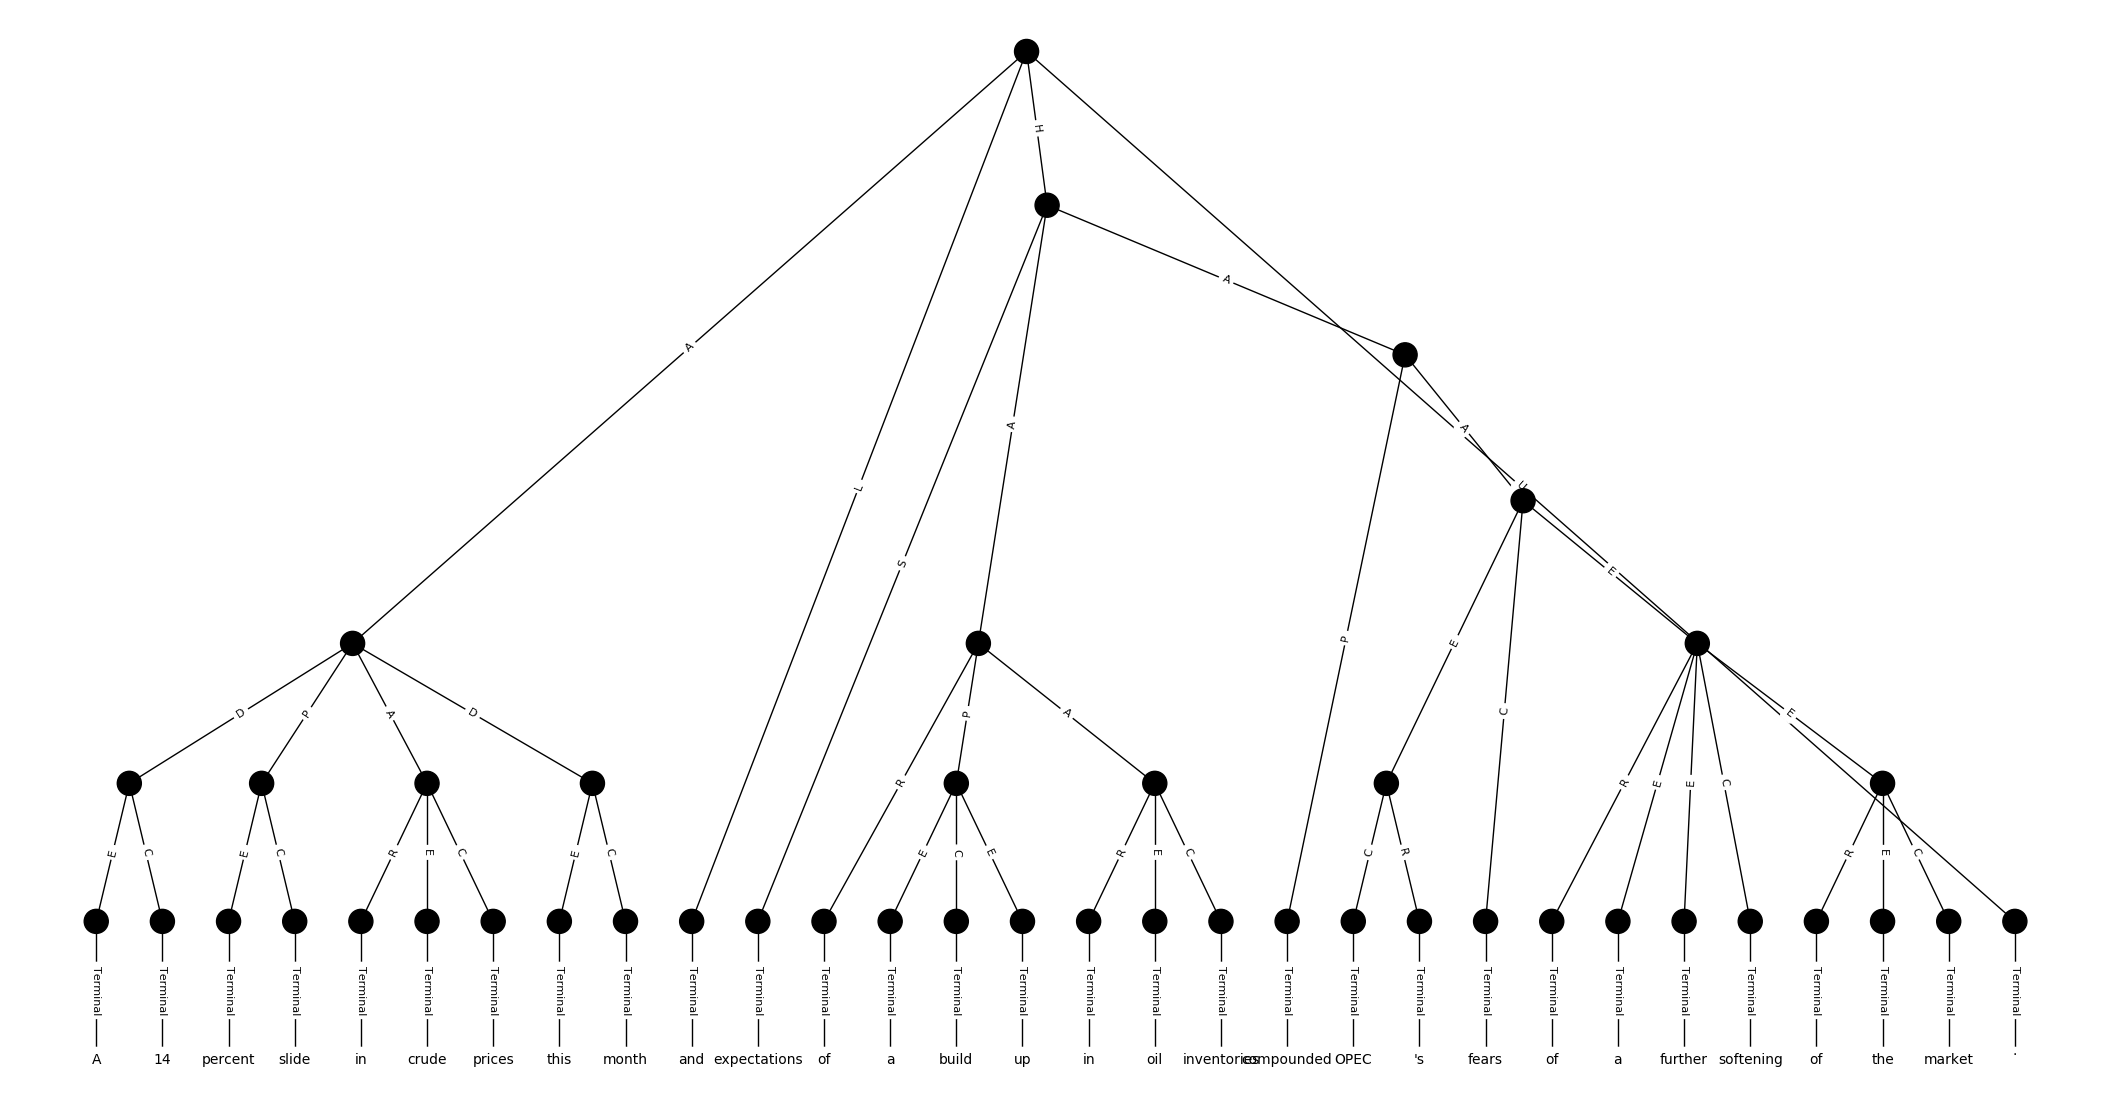 H
A
A
A
L
U
A
S
E
P
E
D P A D P A C E
R R E E C
E C E C R E C E C E C E R E C C R R E C
Terminal Terminal Terminal Terminal Terminal Terminal Terminal Terminal Terminal Terminal Terminal Terminal Terminal Terminal Terminal Terminal Terminal Terminal Terminal Terminal Terminal Terminal Terminal Terminal Terminal Terminal Terminal Terminal Terminal Terminal
A 14 percent slide in crude prices this month and expectations of a build up in oil inventories compounded OPEC 's fears of a further softening of the market .